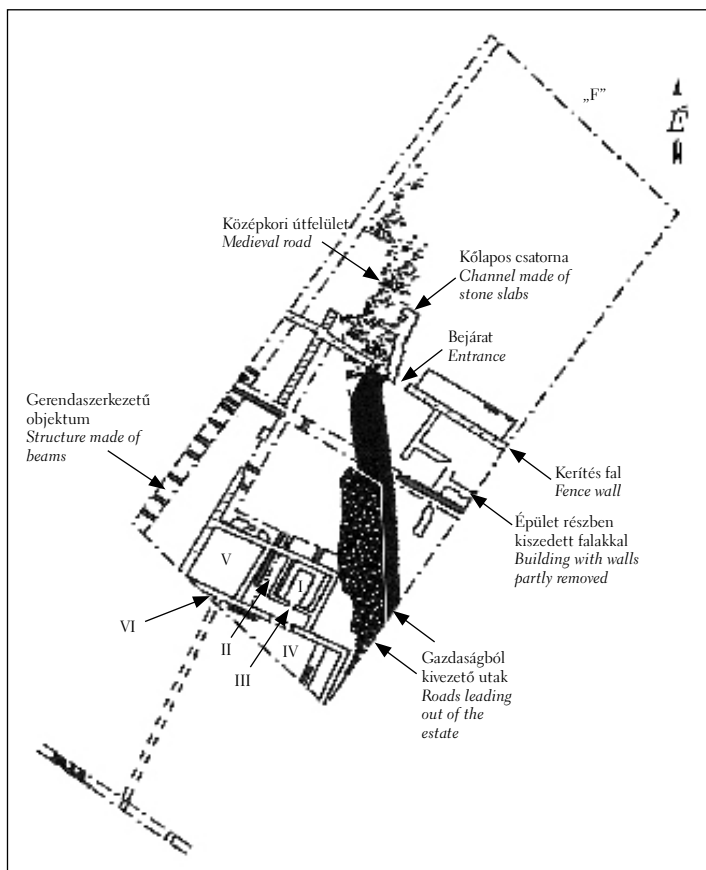 „F”
É
Középkori útfelület
Medieval road
Kőlapos csatorna
Channel made of
stone slabs
Bejárat
Entrance
Gerendaszerkezetű
objektum
Structure made of
beams
Kerítés fal
Fence wall
Épület részben
kiszedett falakkal
Building with walls
partly removed
V
I
VI
II
III
IV
Gazdaságból
kivezető utak
Roads leading
out of the
estate